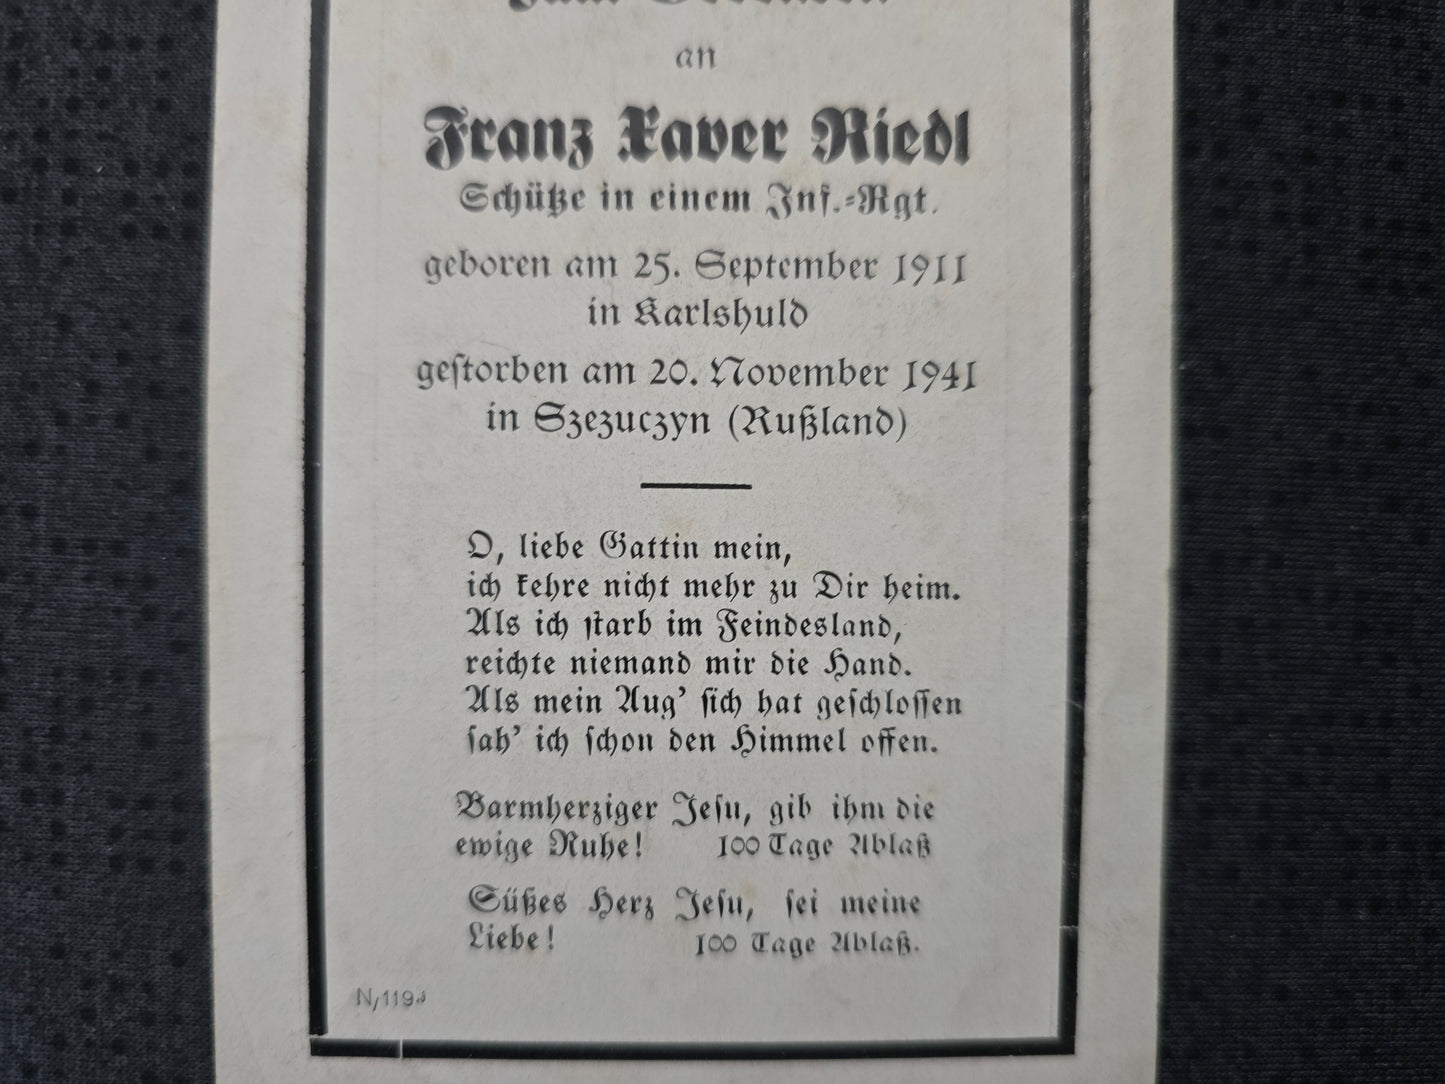 Zum Gedenken
an
Franz Xaver Riedl
Schütze in einem Inf.-Rgt.
geboren am 25. September 1911
in Karlshuld
geſtorben am 20. November 1941
in Szezuczyn (Rußland)
O, liebe Gattin mein,
ich kehre nicht mehr zu Dir heim.
Als ich ſtarb im Feindesland,
reichte niemand mir die Hand.
Als mein Aug' ſich hat geſchloſſen
ſah' ich ſchon den Himmel offen.
Barmherziger Jeſu, gib ihm die
ewige Ruhe! 100 Tage Ablaß
Süßes Herz Jeſu, ſei meine
Liebe! 100 Tage Ablaß.